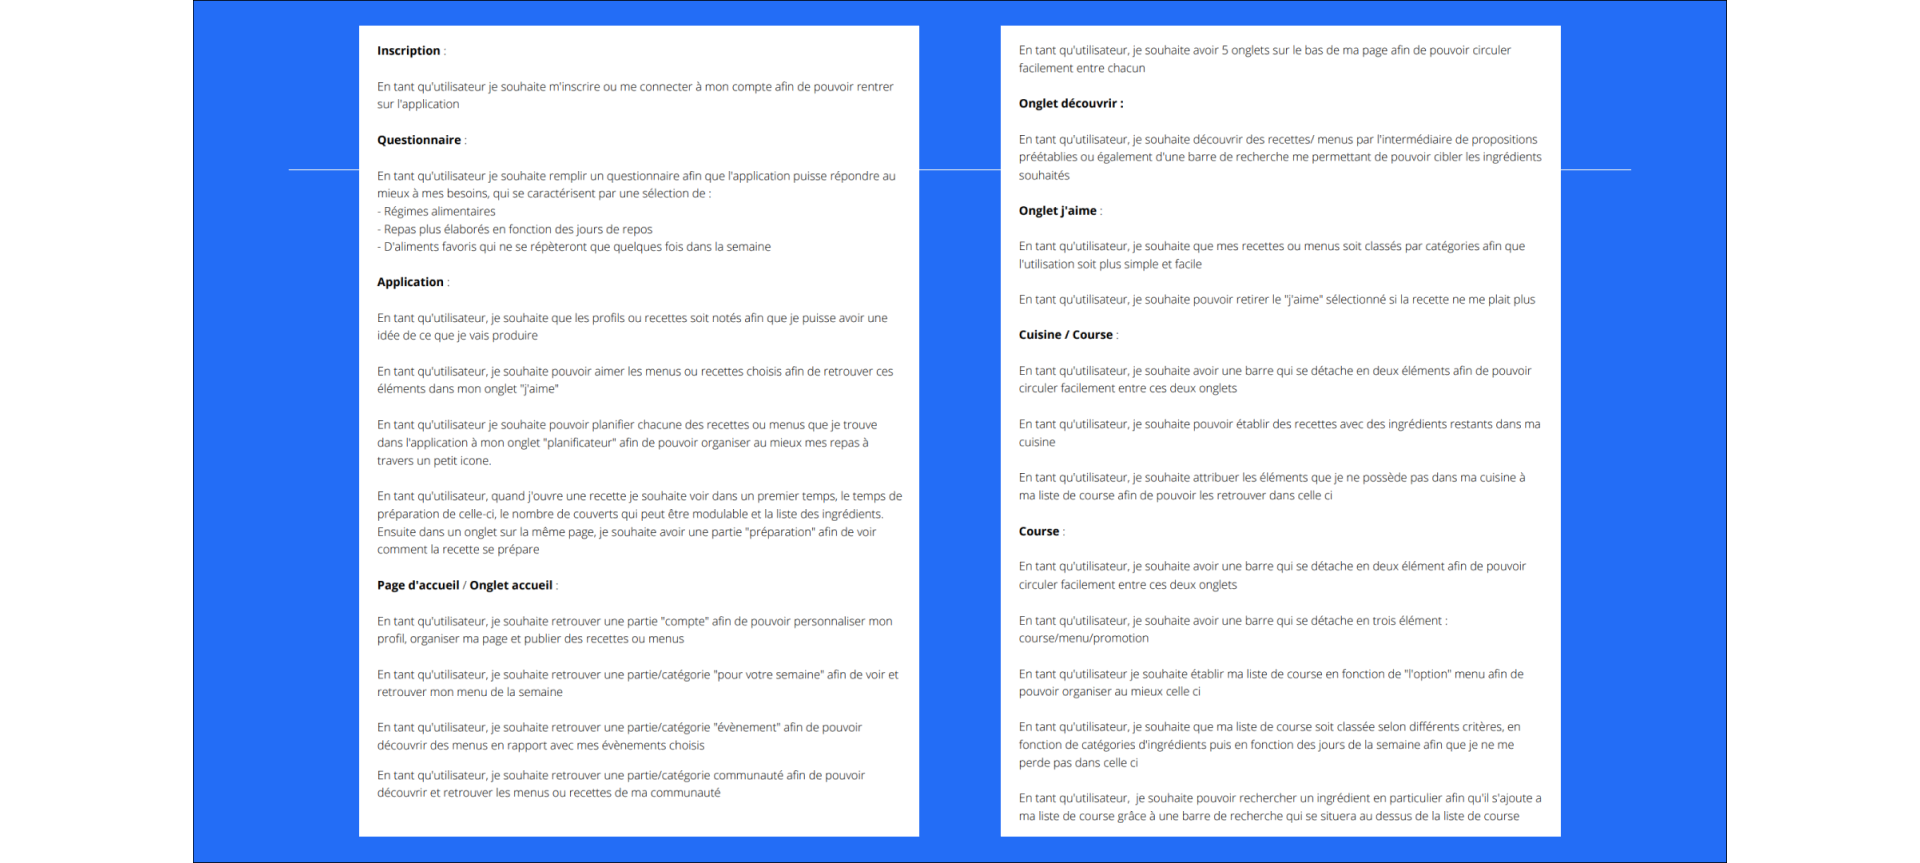 Inscription :
En tant qu'utilisateur je souhaite m'inscrire ou me connecter à mon compte afin de pouvoir rentrer
sur l'application
Questionnaire :
En tant qu'utilisateur je souhaite remplir un questionnaire afin que l'application puisse répondre au
mieux à mes besoins, qui se caractérisent par une sélection de :
- Régimes alimentaires
- Repas plus élaborés en fonction des jours de repos
- D'aliments favoris qui ne se répèteront que quelques fois dans la semaine
Application :
En tant qu'utilisateur, je souhaite que les profils ou recettes soit notés afin que je puisse avoir une
idée de ce que je vais produire
En tant qu'utilisateur, je souhaite pouvoir aimer les menus ou recettes choisis afin de retrouver ces
éléments dans mon onglet "j'aime"
En tant qu'utilisateur je souhaite pouvoir planifier chacune des recettes ou menus que je trouve
dans l'application à mon onglet "planificateur" afin de pouvoir organiser au mieux mes repas à
travers un petit icone.
En tant qu'utilisateur, quand j'ouvre une recette je souhaite voir dans un premier temps, le temps de
préparation de celle-ci, le nombre de couverts qui peut être modulable et la liste des ingrédients.
Ensuite dans un onglet sur la même page, je souhaite avoir une partie "préparation" afin de voir
comment la recette se prépare
Page d'accueil / Onglet accueil :
En tant qu'utilisateur, je souhaite retrouver une partie "compte" afin de pouvoir personnaliser mon
profil, organiser ma page et publier des recettes ou menus
En tant qu'utilisateur, je souhaite retrouver une partie/catégorie "pour votre semaine" afin de voir et
retrouver mon menu de la semaine
En tant qu'utilisateur, je souhaite retrouver une partie/catégorie "évènement" afin de pouvoir
découvrir des menus en rapport avec mes évènements choisis
En tant qu'utilisateur, je souhaite retrouver une partie/catégorie communauté afin de pouvoir
découvrir et retrouver les menus ou recettes de ma communauté
En tant qu'utilisateur, je souhaite avoir 5 onglets sur le bas de ma page afin de pouvoir circuler
facilement entre chacun
Onglet découvrir :
En tant qu'utilisateur, je souhaite découvrir des recettes/ menus par l'intermédiaire de propositions
préétablies ou également d'une barre de recherche me permettant de pouvoir cibler les ingrédients
souhaités
Onglet j'aime :
En tant qu'utilisateur, je souhaite que mes recettes ou menus soit classés par catégories afin que
l'utilisation soit plus simple et facile
En tant qu'utilisateur, je souhaite pouvoir retirer le "j'aime" sélectionné si la recette ne me plait plus
Cuisine / Course :
En tant qu'utilisateur, je souhaite avoir une barre qui se détache en deux éléments afin de pouvoir
circuler facilement entre ces deux onglets
En tant qu'utilisateur, je souhaite pouvoir établir des recettes avec des ingrédients restants dans ma
cuisine
En tant qu'utilisateur, je souhaite attribuer les éléments que je ne possède pas dans ma cuisine à
ma liste de course afin de pouvoir les retrouver dans celle ci
Course :
En tant qu'utilisateur, je souhaite avoir une barre qui se détache en deux élément afin de pouvoir
circuler facilement entre ces deux onglets
En tant qu'utilisateur, je souhaite avoir une barre qui se détache en trois élément :
course/menu/promotion
En tant qu'utilisateur je souhaite établir ma liste de course en fonction de "l'option" menu afin de
pouvoir organiser au mieux celle ci
En tant qu'utilisateur, je souhaite que ma liste de course soit classée selon différents critères, en
fonction de catégories d'ingrédients puis en fonction des jours de la semaine afin que je ne me
perde pas dans celle ci
En tant qu'utilisateur,  je souhaite pouvoir rechercher un ingrédient en particulier afin qu'il s'ajoute a
ma liste de course grâce à une barre de recherche qui se situera au dessus de la liste de course